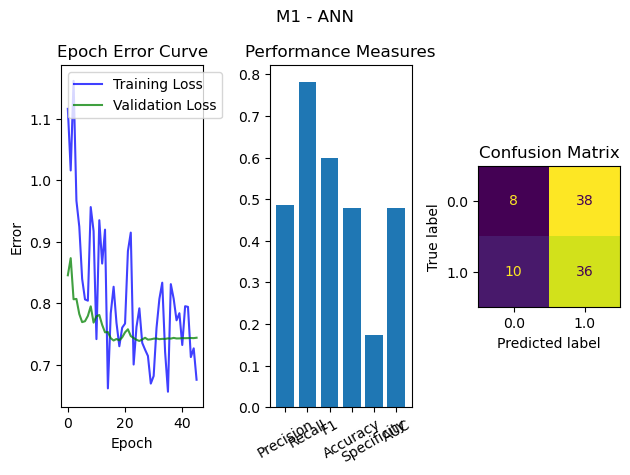 M1 - ANN
Epoch Error Curve
Training Loss
Validation Loss
1.1
1.0
0.9
0.8
0.7
Error
0
20
40
Epoch
Performance Measures
0.8
0.7
0.6
0.5
0.4
0.3
0.2
0.1
0.0
Precision
Recall
F1
Accuracy
Specificity
AUC
Confusion Matrix
True label
0.0
8
38
1.0
10
36
0.0
1.0
Predicted label